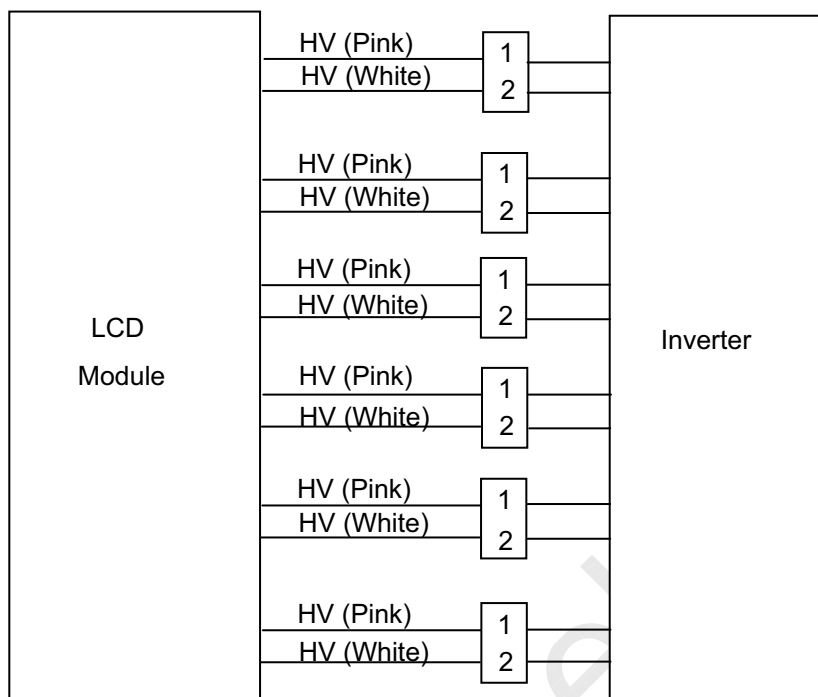 HV (Pink)
1
HV (White)
2
HV (Pink)
1
HV (White)
2
HV (Pink)
1
HV (White)
2
LCD
Module
Inverter
HV (Pink)
1
HV (White)
2
HV (Pink)
1
HV (White)
2
HV (Pink)
1
HV (White)
2